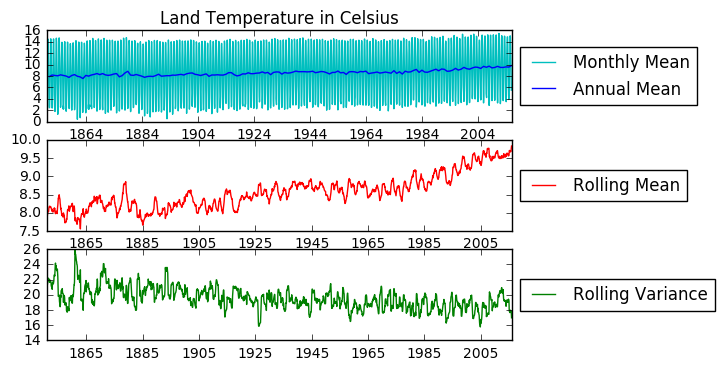 Land Temperature in Celsius
16
14
12
10
8
6
4
2
0
1864 1884 1904 1924 1944 1964 1984 2004
Monthly Mean
Annual Mean
10.0
9.5
9.0
8.5
8.0
7.5
1865 1885 1905 1925 1945 1965 1985 2005
Rolling Mean
26
24
22
20
18
16
14
1865 1885 1905 1925 1945 1965 1985 2005
Rolling Variance